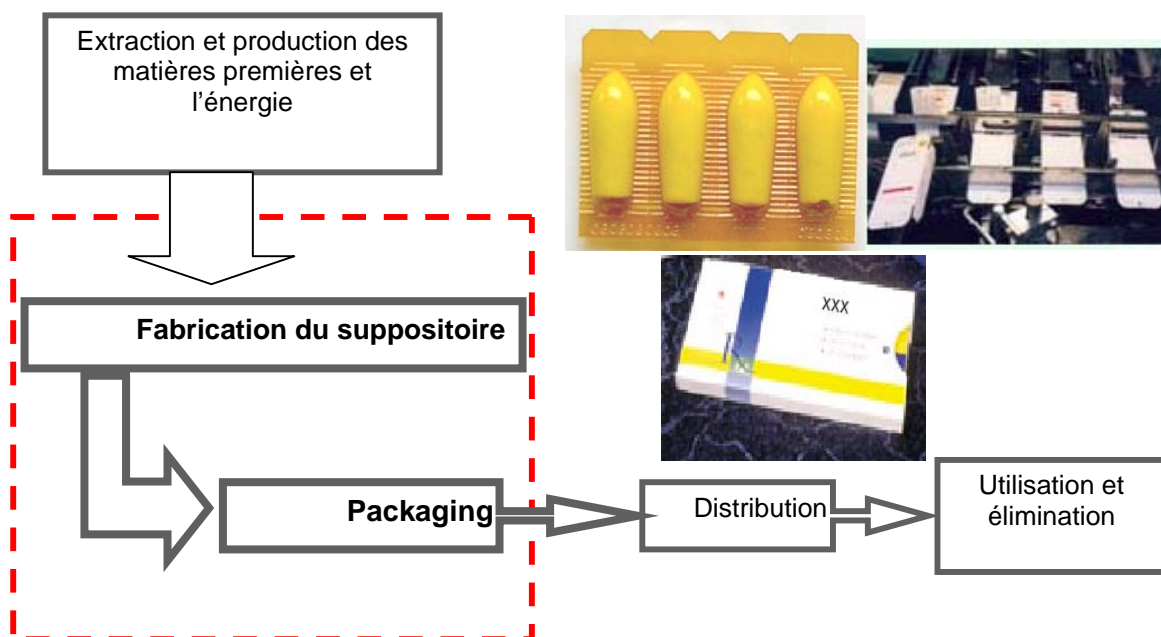 Extraction et production des
matières premières et
l'énergie
XXX
Fabrication du suppositoire
Packaging
Distribution
Utilisation et
élimination